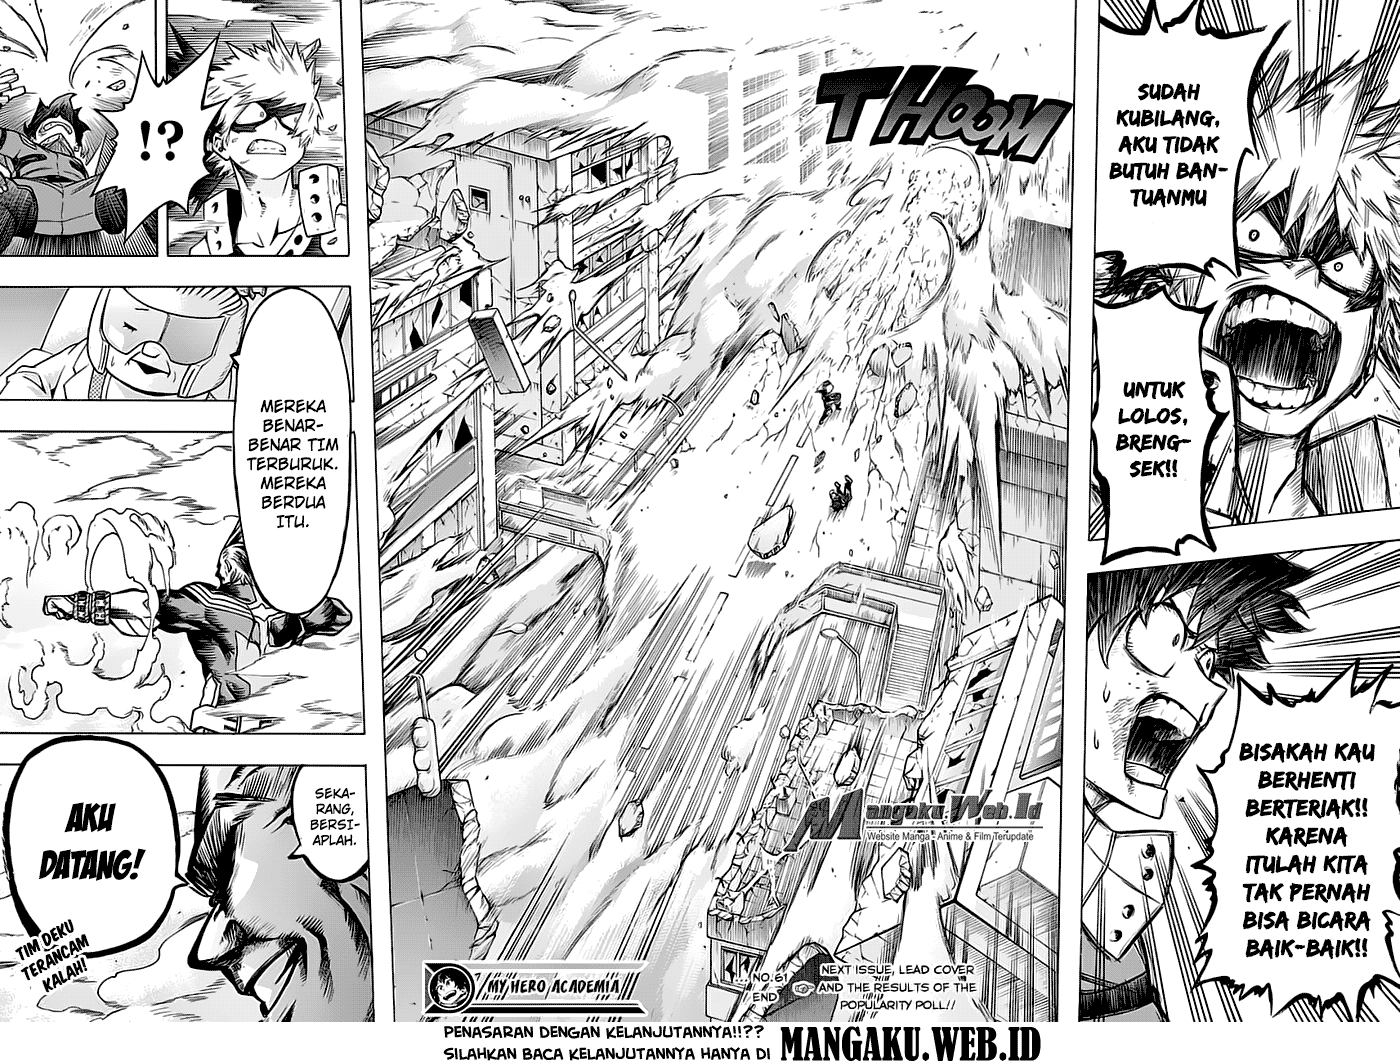 SUDAH
KUBILANG,
AKU TIDAK
BUTUH BAN-
TUANMU
UNTUK
LOLOS,
BRENG-
SEK!!
BISAKAH KAU
BERHENTI
BERTERIAK!!
KARENA
ITULAH KITA
TAK PERNAH
BISA BICARA
BAIK-BAIK!!
THOOM
99
!?
MEREKA
BENAR-
BENAR TIM
TERBURUK.
MEREKA
BERDUA
ITU.
SEKA-
RANG,
BERSI-
APLAH.
AKU
DATANG!
TIM DEKU
TERANCAM
KALAH!
Mangaku.Web.Id
Website Manga - Anime & Film Terupdate
MY HERO ACADEMIA
NO.61
END
NEXT ISSUE, LEAD COVER
AND THE RESULTS OF THE
POPULARITY POLL!!
PENASARAN DENGAN KELANJUTANNYA!!??
SILAHKAN BACA KELANJUTANNYA HANYA DI
MANGAKU.WEB.ID